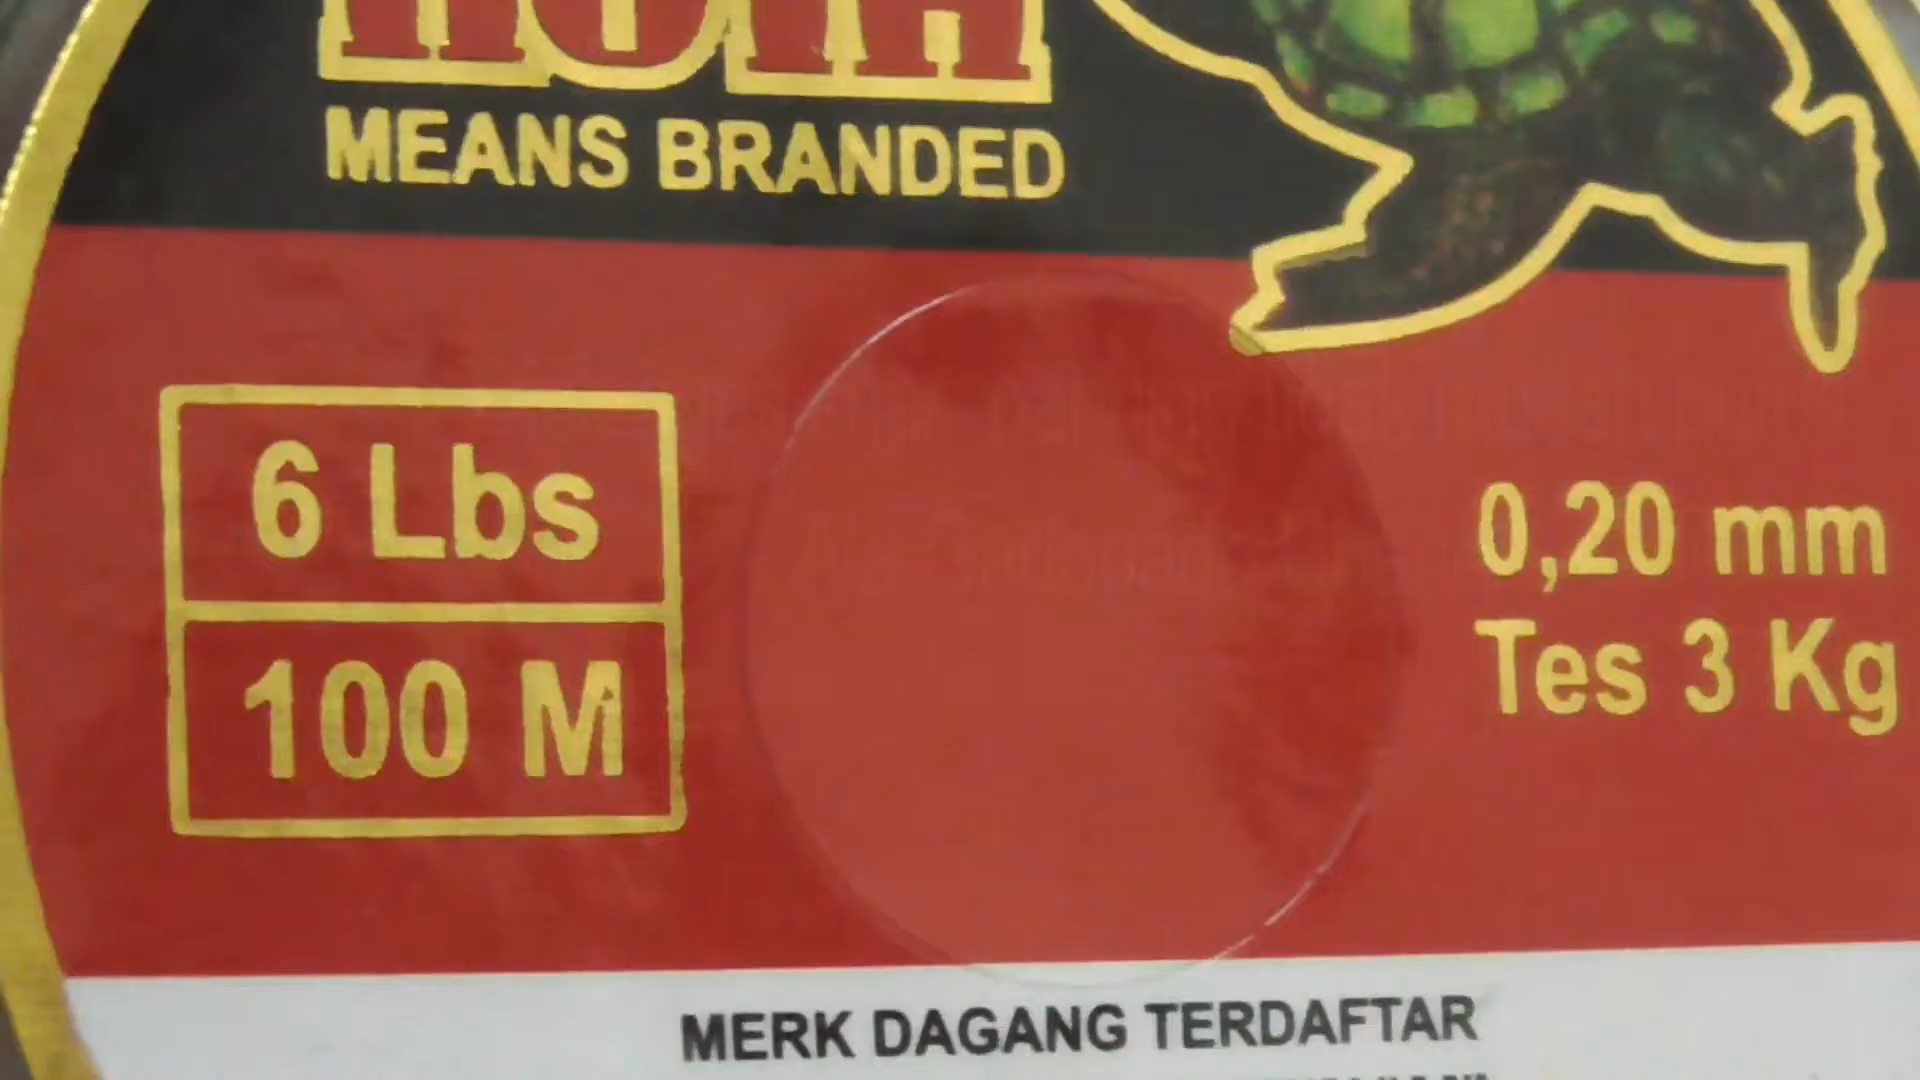 MEANS BRANDED
6 Lbs
100 M
0,20 mm
Tes 3 Kg
MERK DAGANG TERDAFTAR